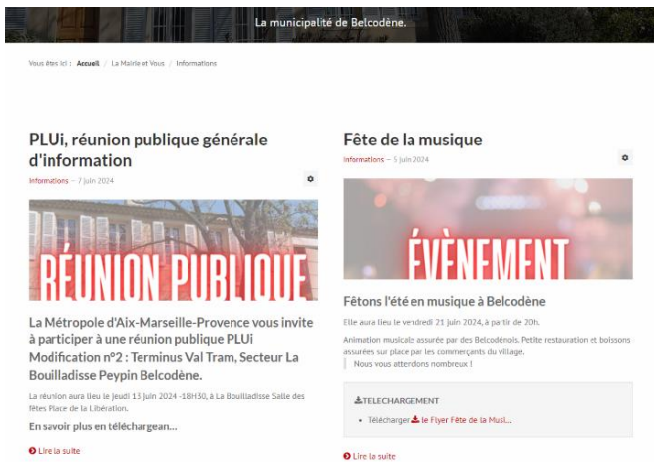 La municipalité de Belcodène.
Vous êtes ici : Accueil / La Mairie et Vous / Informations
PLUi, réunion publique générale
d'information
Informations – 7 juin 2024
RÉUNION PUBLIQUE
La Métropole d'Aix-Marseille-Provence vous invite
à participer à une réunion publique PLUi
Modification n°2 : Terminus Val Tram, Secteur La
Bouilladisse Peypin Belcodène.
La réunion aura lieu le jeudi 13 juin 2024 -18H30, à La Bouilladisse Salle des
fêtes Place de la Libération.
En savoir plus en téléchargean...
Lire la suite
Fête de la musique
Informations – 5 juin 2024
ÉVÈNEMENT
Fêtons l'été en musique à Belcodène
Elle aura lieu le vendredi 21 juin 2024, à partir de 20h.
Animation musicale assurée par des Belcodénois. Petite restauration et boissons
assurées sur place par les commerçants du village.
Nous vous attendons nombreux !
TELECHARGEMENT
• Télécharger le Flyer Fête de la Musi...
Lire la suite